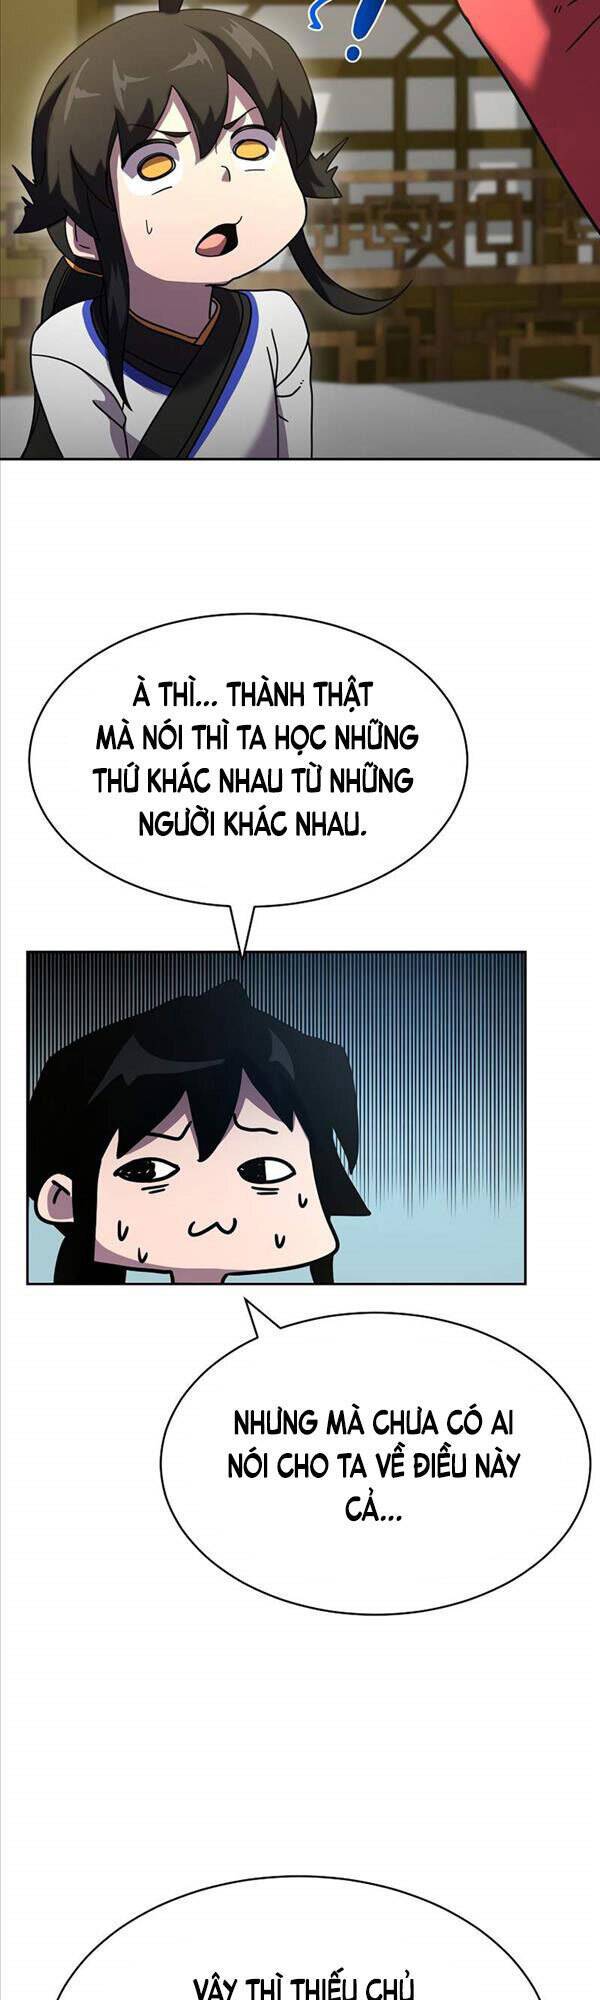 ?
À THÌ... THÀNH THẬT
MÀ NÓI THÌ TA HỌC NHỮNG
THỨ KHÁC NHAU TỪ NHỮNG
NGƯỜI KHÁC NHAU.
NHƯNG MÀ CHƯA CÓ AI
NÓI CHO TA VỀ ĐIỀU NÀY
CẢ...
VẬY THÌ THIẾU CHỦ